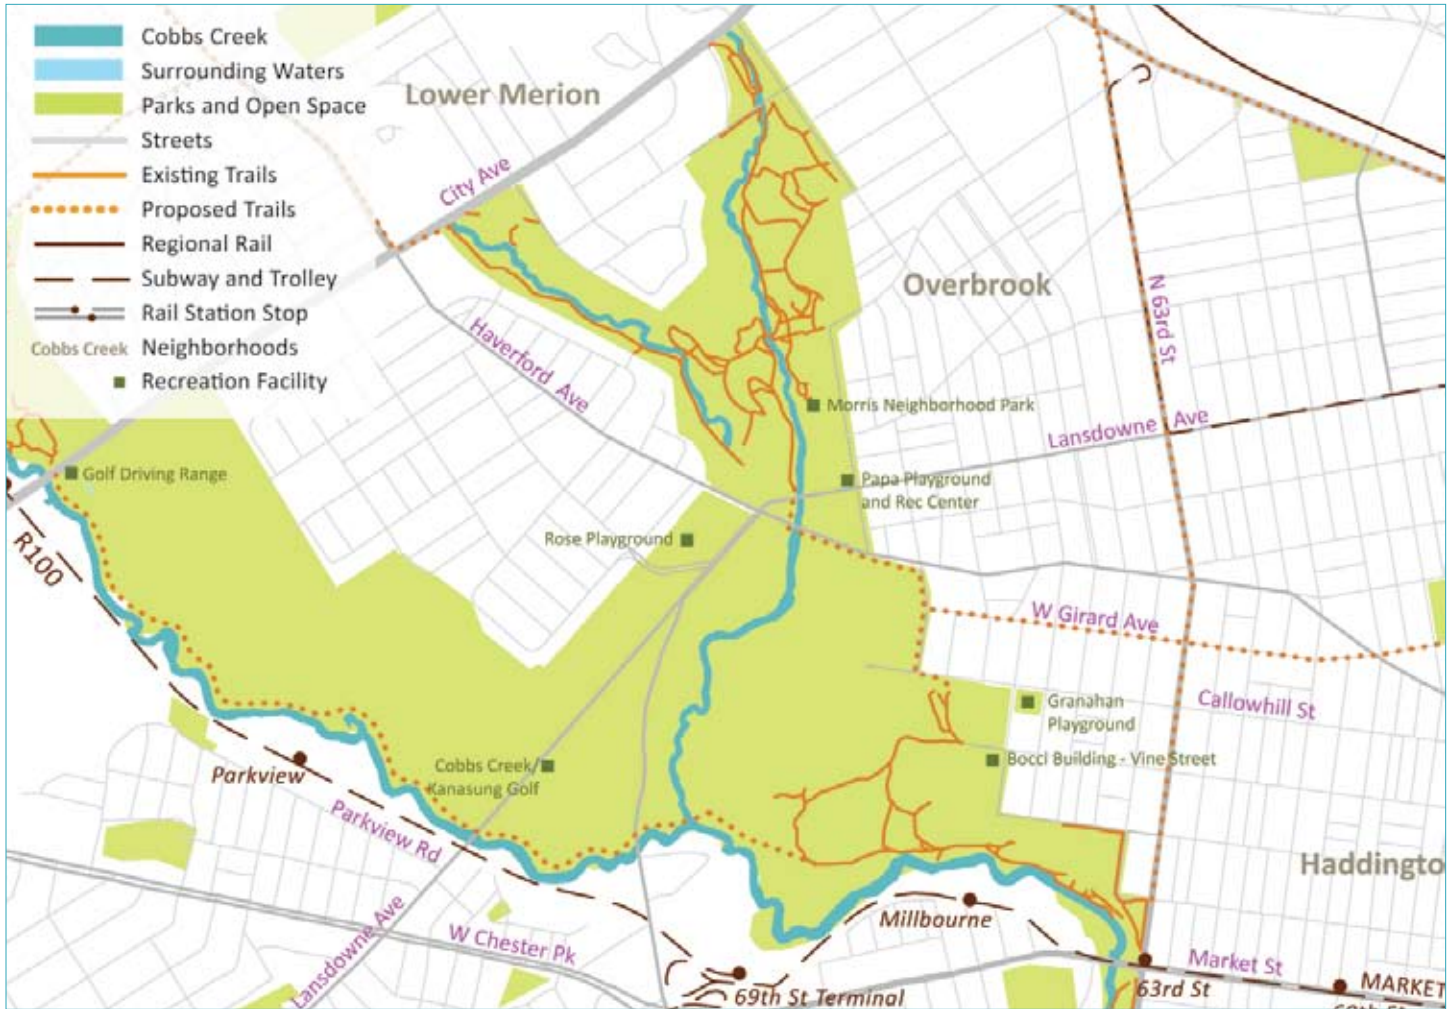 Cobbs Creek
Surrounding Waters
Parks and Open Space
Streets
Existing Trails
Proposed Trails
Regional Rail
Subway and Trolley
Rail Station Stop
Cobbs Creek Neighborhoods
Recreation Facility
Lower Merion
City Ave
Overbrook
N 63rd St
Haverford Ave
Morris Neighborhood Park
Lansdowne Ave
Golf Driving Range
Papa Playground
and Rec Center
Rose Playground
R100
W Girard Ave
Granahan
Playground
Callowhill St
Bocci Building - Vine Street
Cobbs Creek/
Kanasung Golf
Parkview
Parkview Rd
Haddingto
Millbourne
W Chester Pk
Lansdowne Ave
Market St
69th St Terminal
63rd St
MARKET